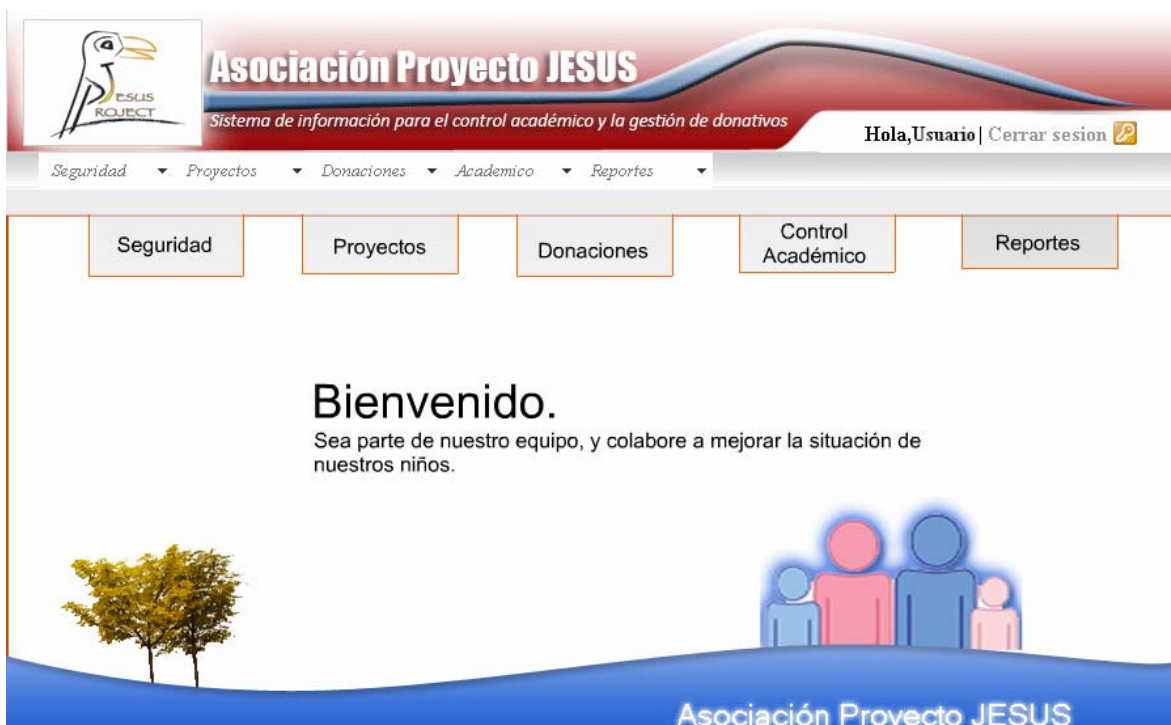 JESUS
PROJECT
Asociación Proyecto JESUS
Sistema de información para el control académico y la gestión de donativos
Hola,Usuario| Cerrar sesion
Seguridad Proyectos Donaciones Academico Reportes
Seguridad
Proyectos
Donaciones
Control
Académico
Reportes
Bienvenido.
Sea parte de nuestro equipo, y colabore a mejorar la situación de
nuestros niños.
Asociación Proyecto JESUS